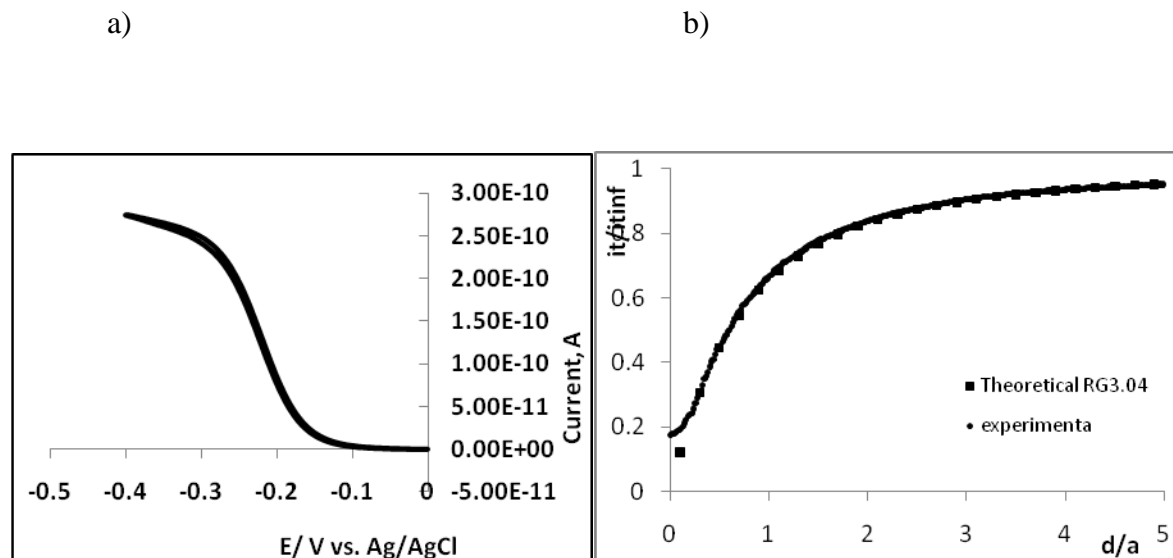 a)
b)
3.00E-10
2.50E-10
2.00E-10
1.50E-10
1.00E-10
5.00E-11
0.00E+00
-5.00E-11
Current, A
-0.5 -0.4 -0.3 -0.2 -0.1 0
E/ V vs. Ag/AgCl
it/itinf
1
0.8
0.6
0.4
0.2
0
Theoretical RG3.04
experimenta
0 1 2 3 4 5
d/a